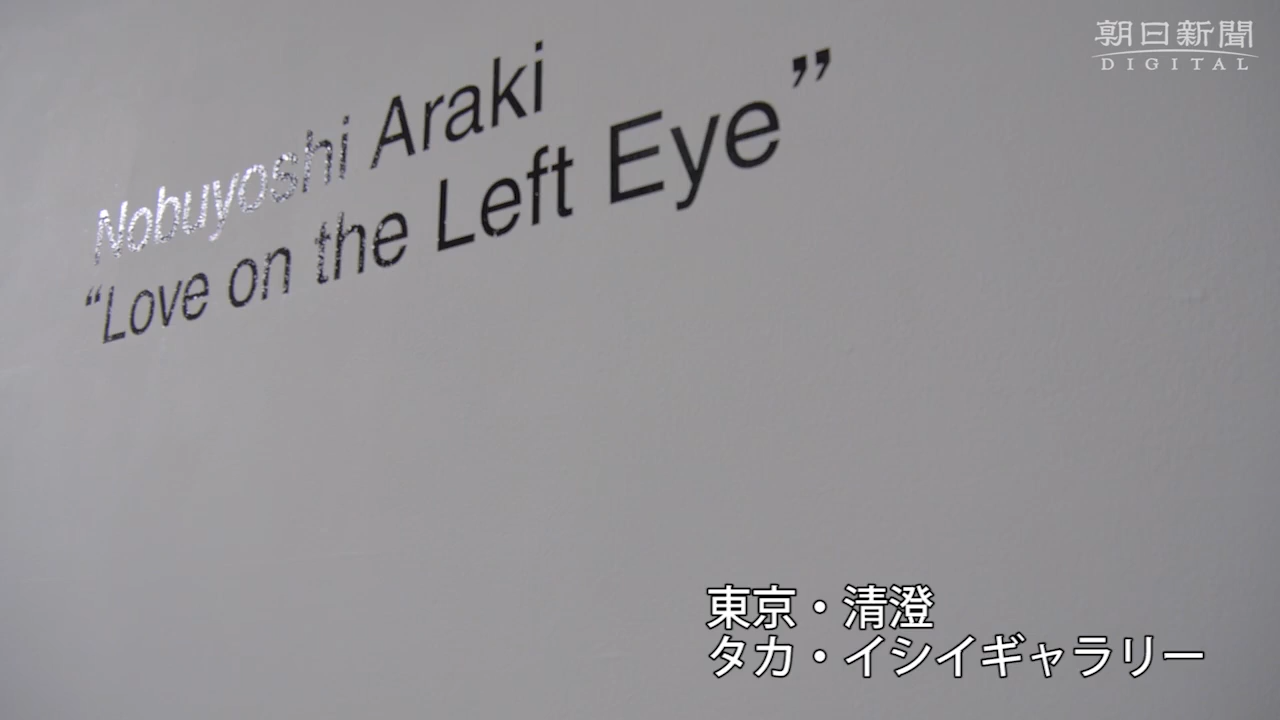 朝日新聞
DIGITAL
Nobuyoshi Araki
“Love on the Left Eye”
東京・清澄
タカ・イシイギャラリー